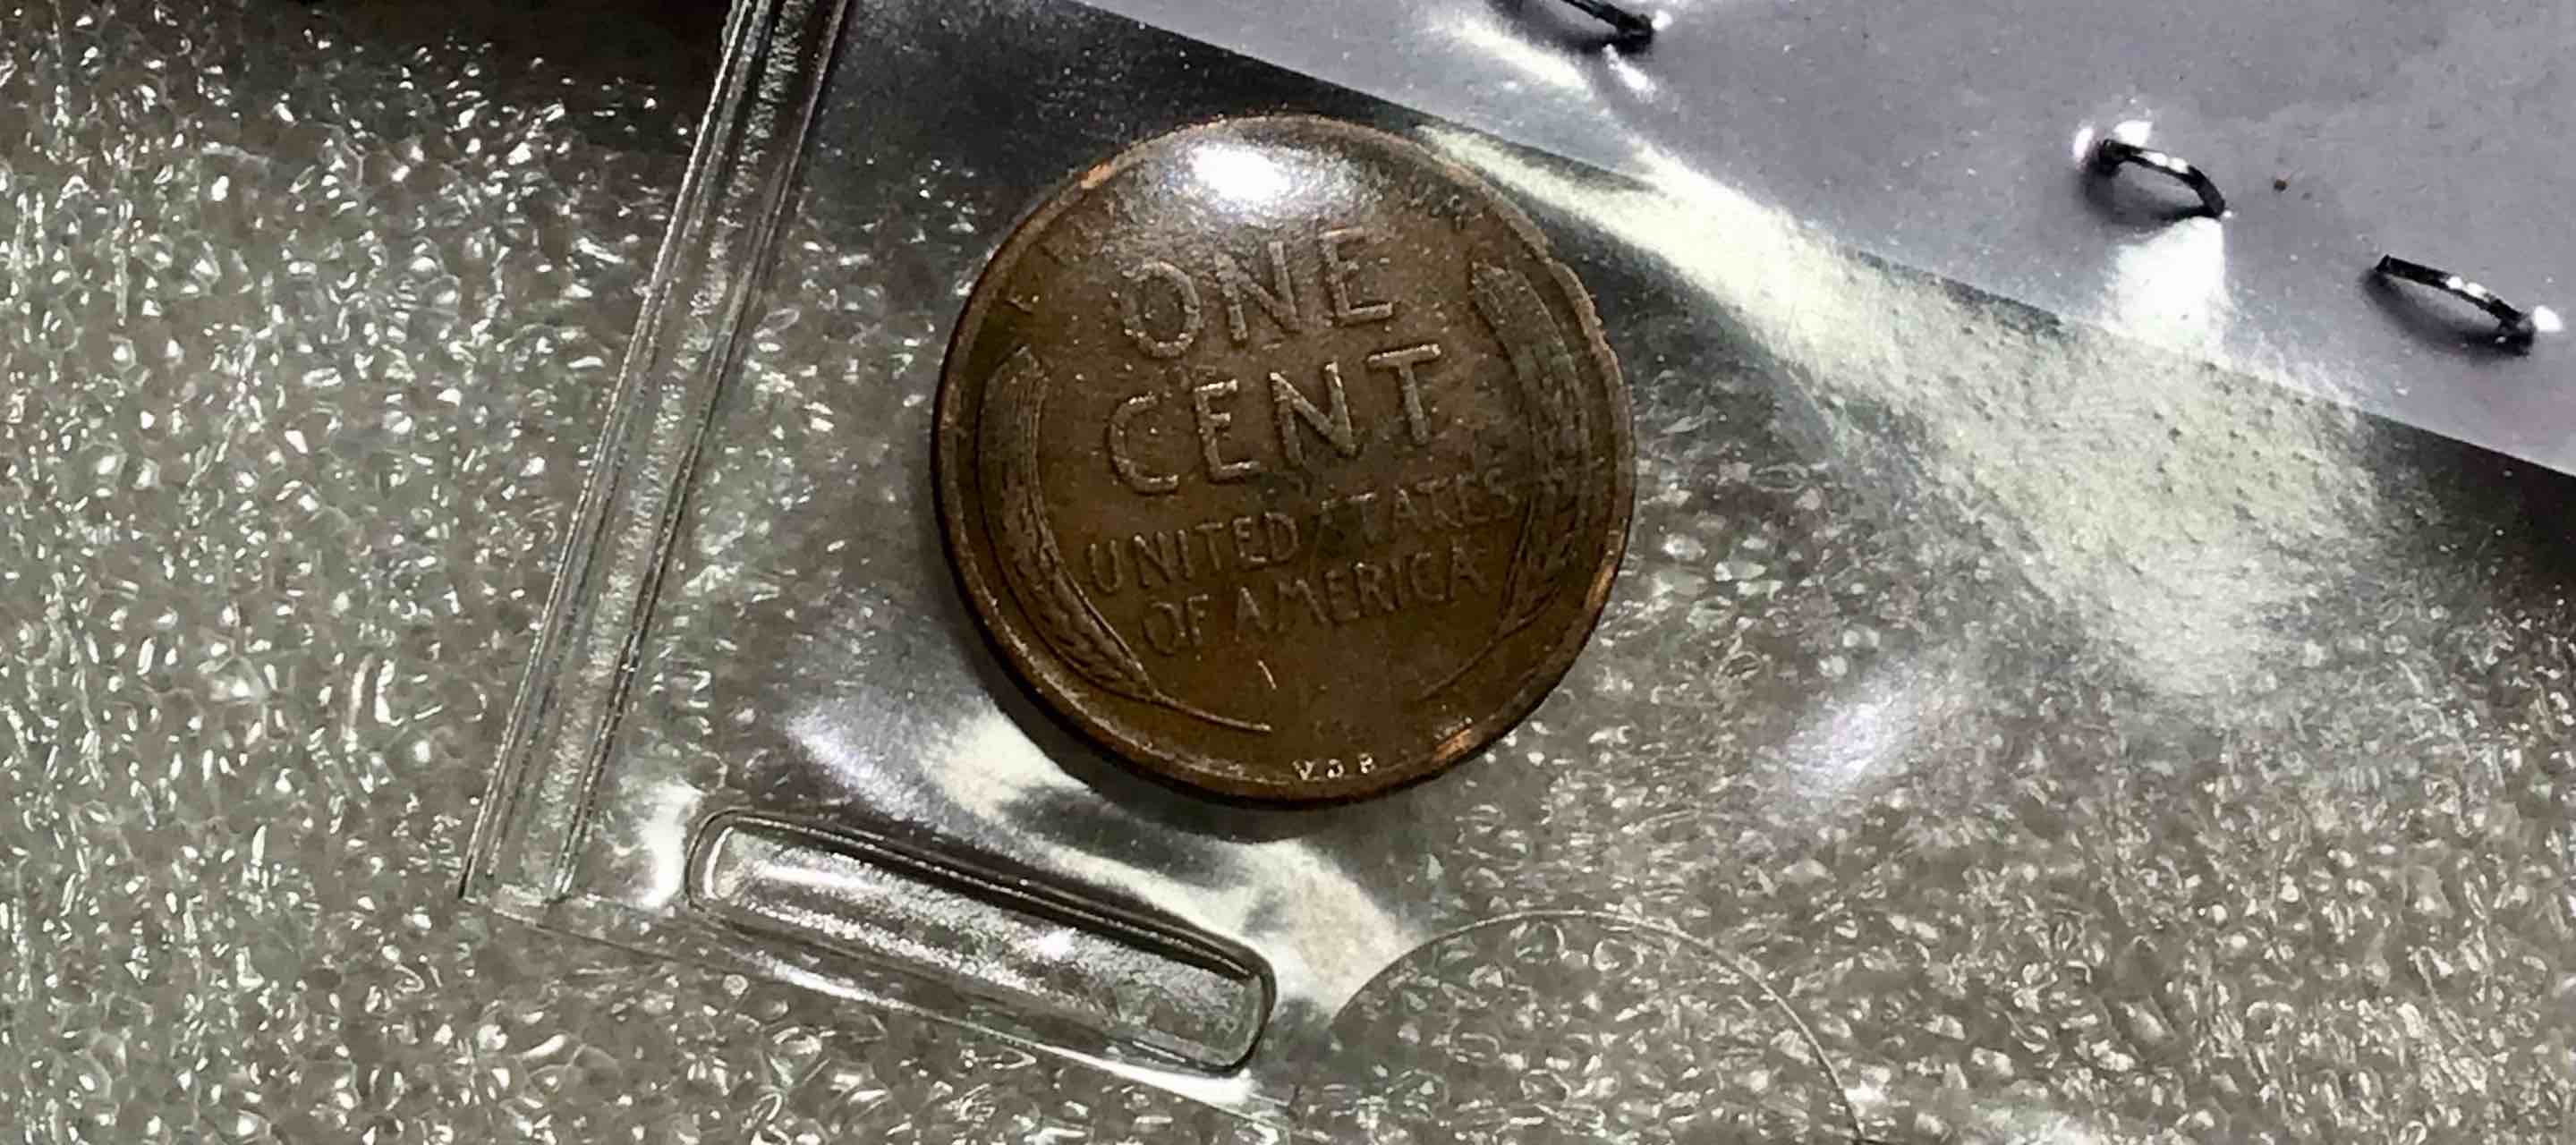 ONE
CENT
UNITED STATES
OF AMERICA
V D B